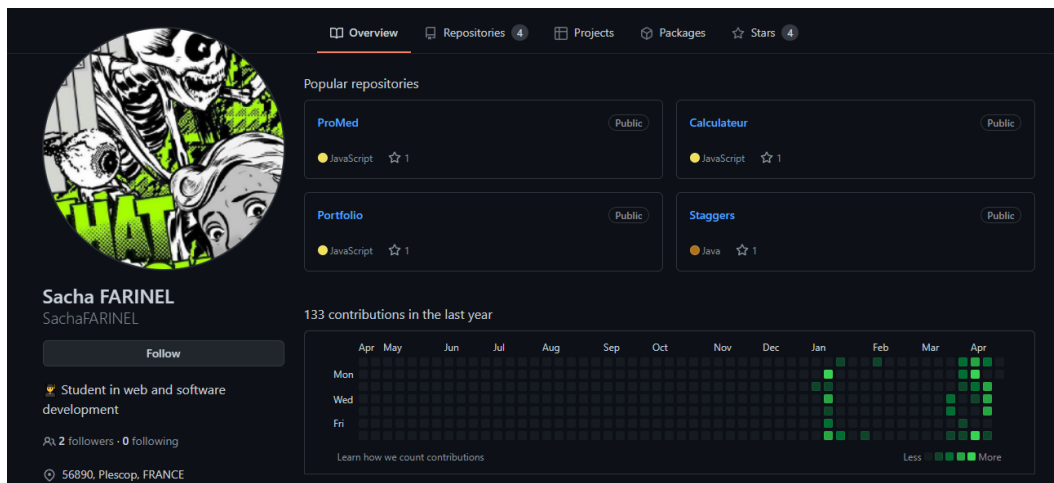 Overview Repositories 4 Projects Packages Stars 4
Popular repositories
ProMed Public
JavaScript 1
Calculateur Public
JavaScript 1
Portfolio Public
JavaScript 1
Staggers Public
Java 1
THAT
Sacha FARINEL
SachaFARINEL
Follow
Student in web and software
development
2 followers · 0 following
56890, Plescop, FRANCE
133 contributions in the last year
Apr May Jun Jul Aug Sep Oct Nov Dec Jan Feb Mar Apr
Mon
Wed
Fri
Learn how we count contributions
Less More